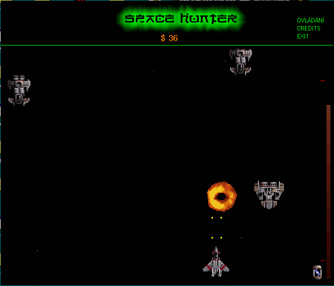 SPACE HUNTER
OVLÁDÁNÍ
CREDITS
EXIT
$ 36